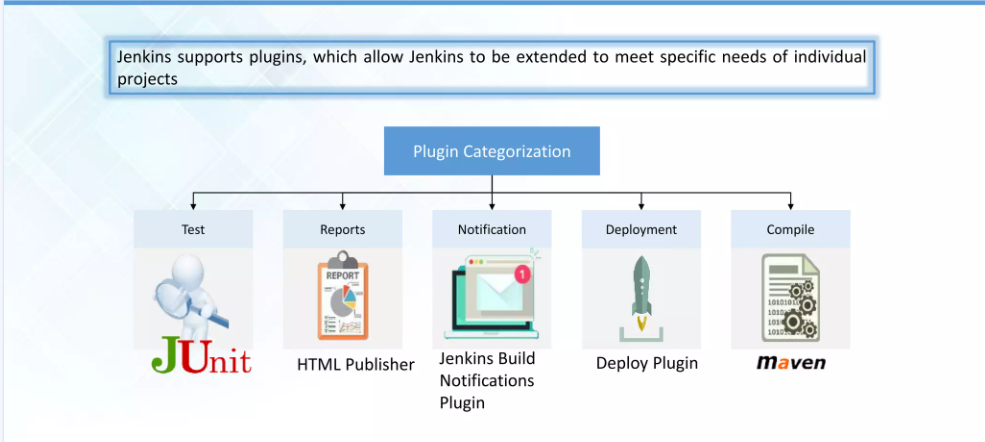 Jenkins supports plugins, which allow Jenkins to be extended to meet specific needs of individual
projects
Plugin Categorization
Test
Reports
Notification
Deployment
Compile
REPORT
1
JUnit
HTML Publisher
Jenkins Build
Notifications
Plugin
Deploy Plugin
maven